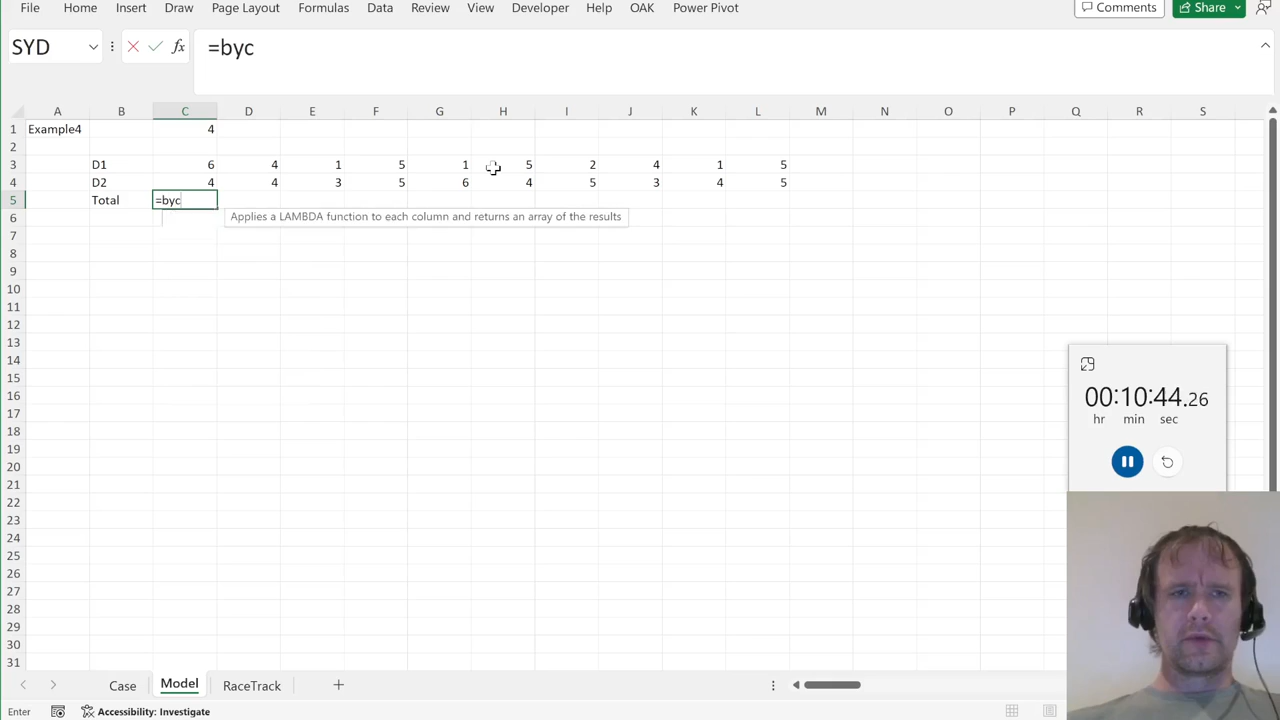 File Home Insert Draw Page Layout Formulas Data Review View Developer Help OAK Power Pivot Comments Share
SYD fx =byc
A B C D E F G H I J K L M N O P Q R S
1 Example4 4
2
3 D1 6 4 1 5 1 5 2 4 1 5
4 D2 4 4 3 5 6 4 5 3 4 5
5 Total =byc
6 Applies a LAMBDA function to each column and returns an array of the results
7
8
9
10
11
12
13
14
15
16
17
18
19
20
21
22
23
24
25
26
27
28
29
30
31
00:10:44.26
hr min sec
Case Model RaceTrack
Enter Accessibility: Investigate